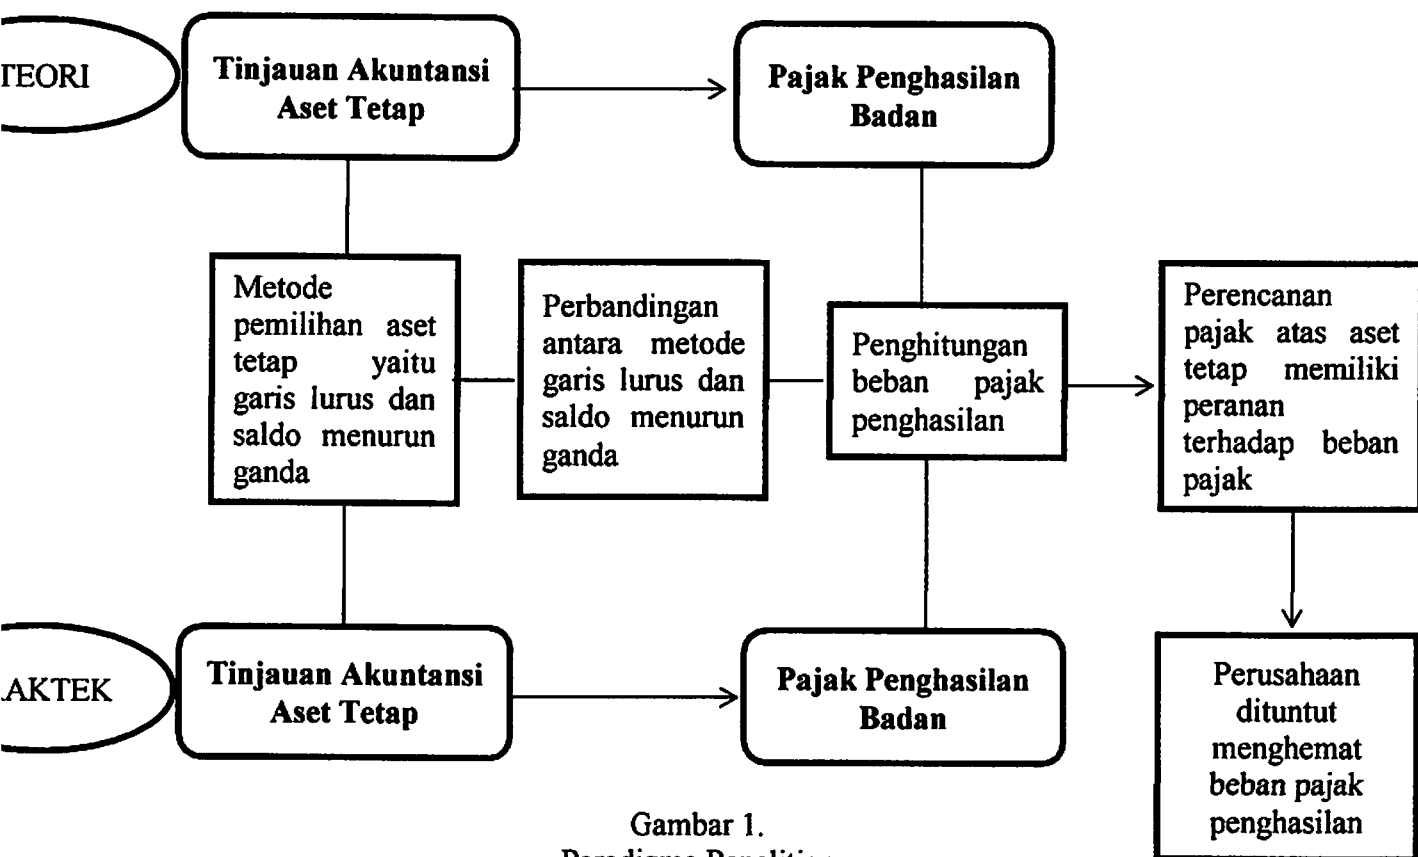 TEORI
Tinjauan Akuntansi
Aset Tetap
Pajak Penghasilan
Badan
Metode
pemilihan aset
tetap yaitu
garis lurus dan
saldo menurun
ganda
Perbandingan
antara metode
garis lurus dan
saldo menurun
ganda
Penghitungan
beban pajak
penghasilan
Perencanan
pajak atas aset
tetap memiliki
peranan
terhadap beban
pajak
AKTEK
Tinjauan Akuntansi
Aset Tetap
Pajak Penghasilan
Badan
Perusahaan
dituntut
menghemat
beban pajak
penghasilan
Gambar 1.
Paradigma Penelitian